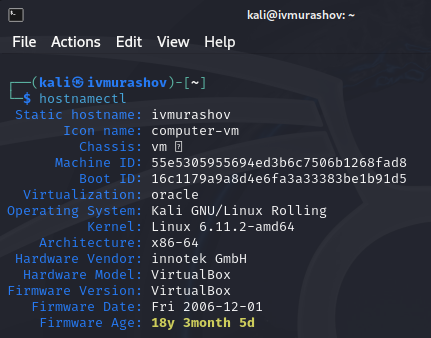 kali@ivmurashov: ~
File Actions Edit View Help
┌──(kali㉿ivmurashov)-[~]
└─$ hostnamectl
Static hostname: ivmurashov
Icon name: computer-vm
Chassis: vm
Machine ID: 55e5305955694ed3b6c7506b1268fad8
Boot ID: 16c1179a9a8d4e6fa3a33383be1b91d5
Virtualization: oracle
Operating System: Kali GNU/Linux Rolling
Kernel: Linux 6.11.2-amd64
Architecture: x86-64
Hardware Vendor: innotek GmbH
Hardware Model: VirtualBox
Firmware Version: VirtualBox
Firmware Date: Fri 2006-12-01
Firmware Age: 18y 3month 5d